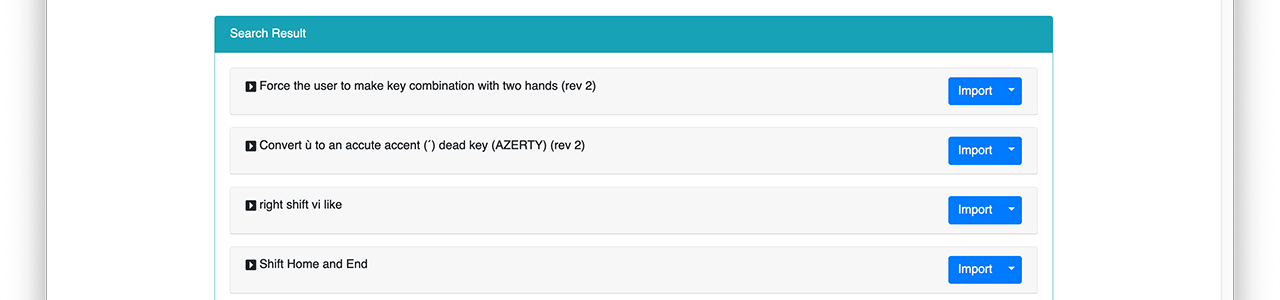 Search Result
Force the user to make key combination with two hands (rev 2)
Import
Convert ù to an accute accent (´) dead key (AZERTY) (rev 2)
Import
right shift vi like
Import
Shift Home and End
Import